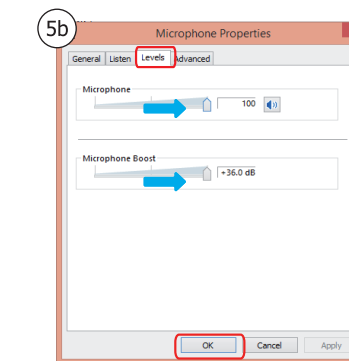 5b
Microphone Properties
General Listen Levels Advanced
Microphone
100
Microphone Boost
+36.0 dB
OK Cancel Apply